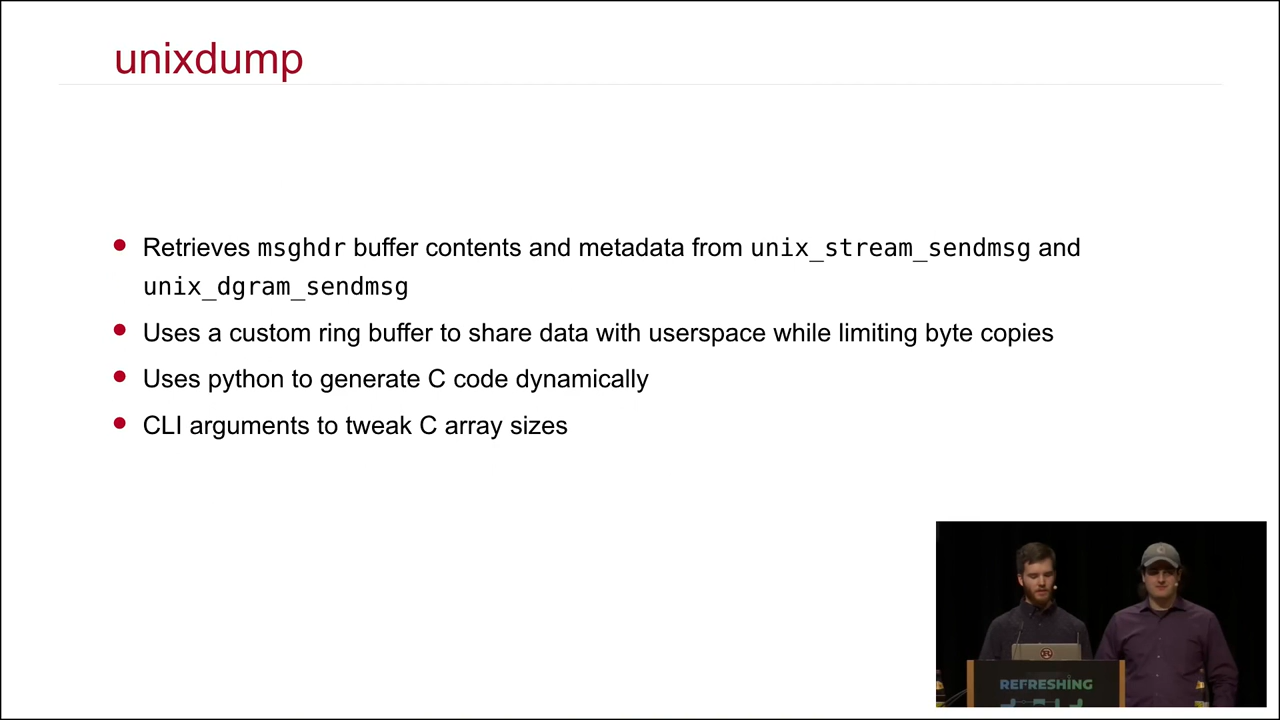 unixdump
Retrieves msghdr buffer contents and metadata from unix_stream_sendmsg and
unix_dgram_sendmsg
Uses a custom ring buffer to share data with userspace while limiting byte copies
Uses python to generate C code dynamically
CLI arguments to tweak C array sizes
REFRESHING